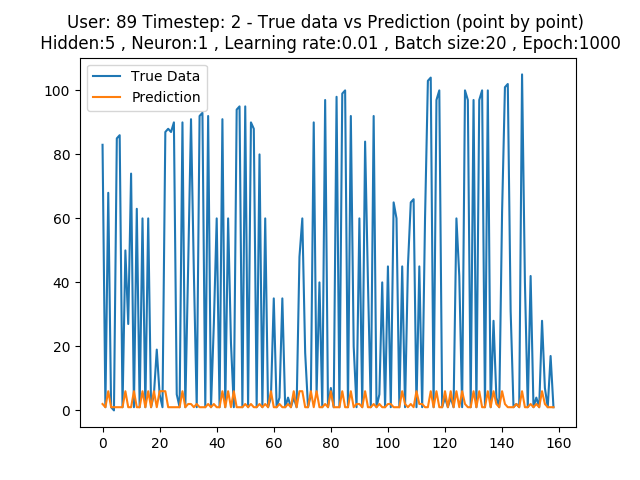 User: 89 Timestep: 2 - True data vs Prediction (point by point)
Hidden:5 , Neuron:1 , Learning rate:0.01 , Batch size:20 , Epoch:1000
True Data
Prediction
100
80
60
40
20
0
0 20 40 60 80 100 120 140 160